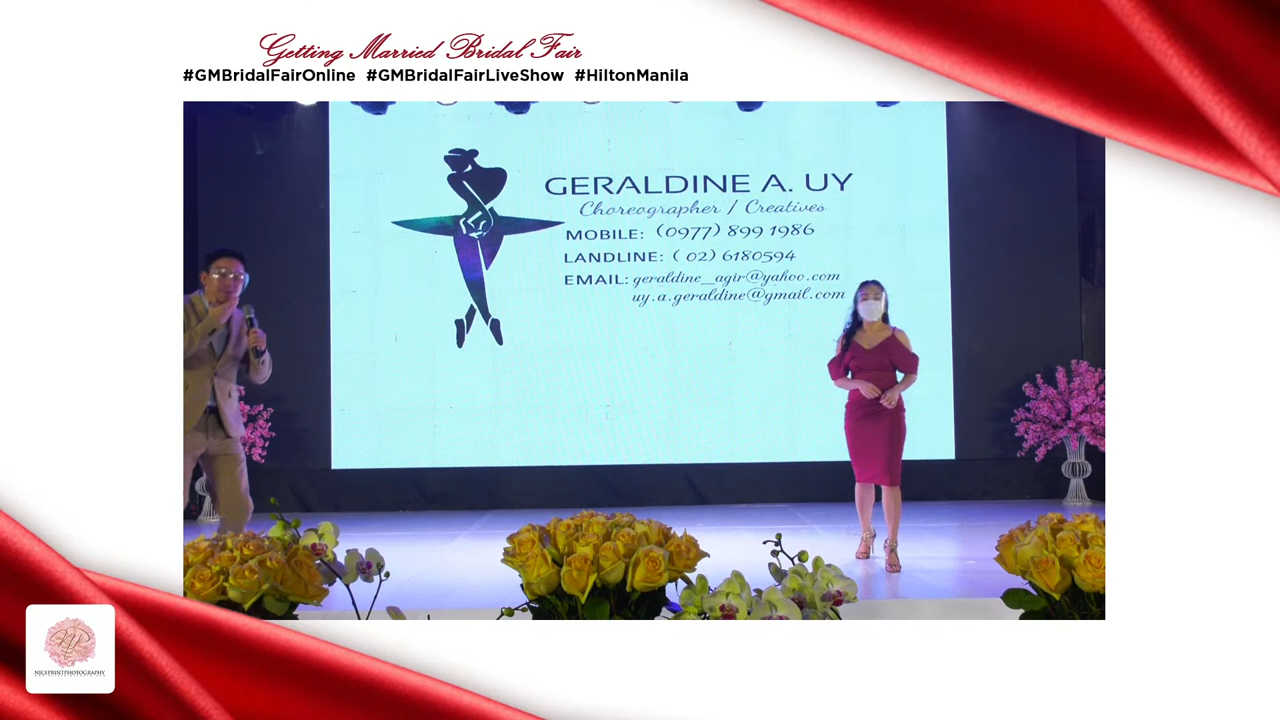 Getting Married Bridal Fair
#GMBridalFairOnline #GMBridalFairLiveShow #HiltonManila
GERALDINE A. UY
Choreographer / Creatives
MOBILE: (0977) 899 1986
LANDLINE: ( 02) 6180594
EMAIL: geraldine_agir@yahoo.com
uy.a.geraldine@gmail.com
NICEPRINTPHOTOGRAPHY